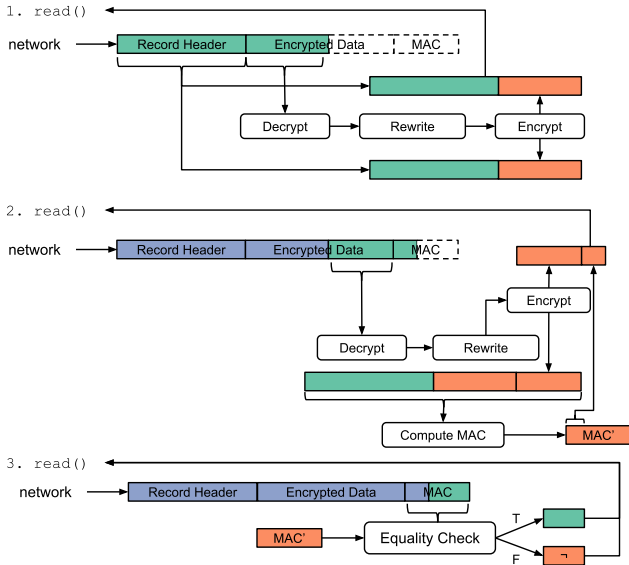 1. read()
network Record Header Encrypted Data MAC
Decrypt Rewrite Encrypt
2. read()
network Record Header Encrypted Data MAC
Encrypt
Decrypt Rewrite
Compute MAC MAC'
3. read()
network Record Header Encrypted Data MAC
T
MAC' Equality Check
F ¬